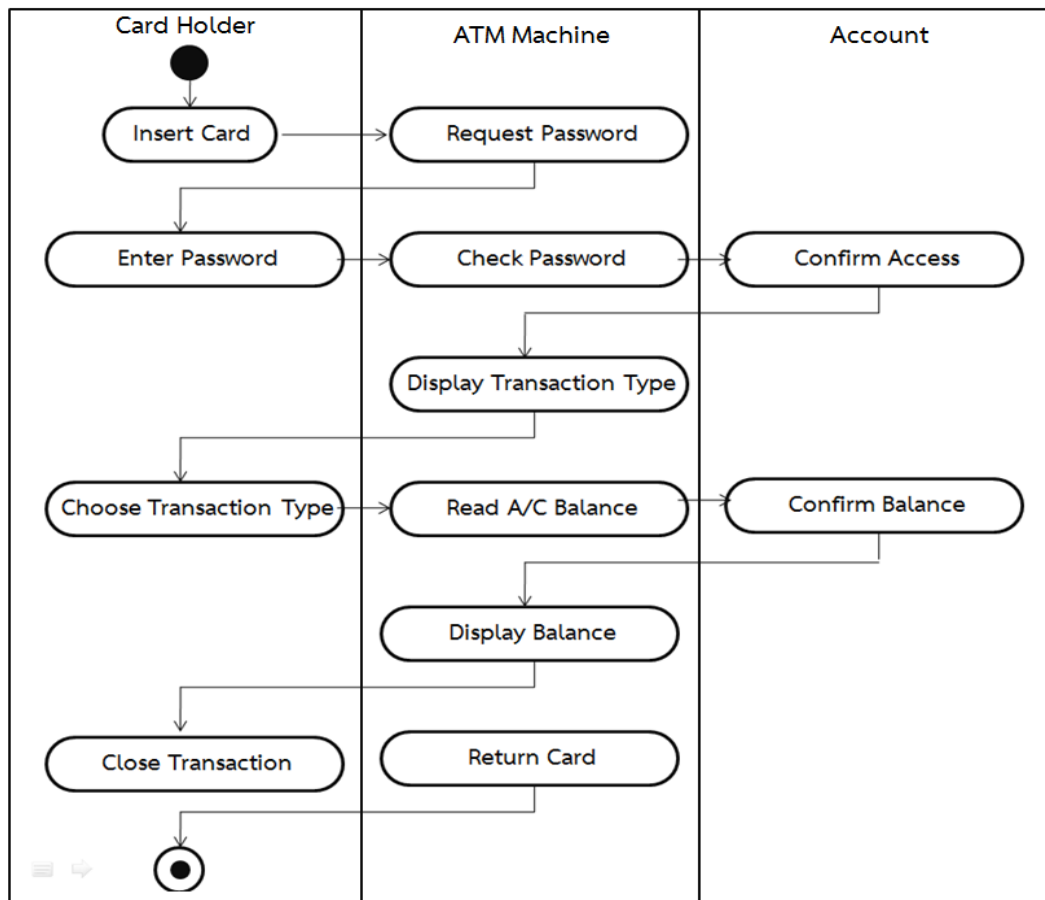 Card Holder
ATM Machine
Account
Insert Card
Request Password
Enter Password
Check Password
Confirm Access
Display Transaction Type
Choose Transaction Type
Read A/C Balance
Confirm Balance
Display Balance
Close Transaction
Return Card